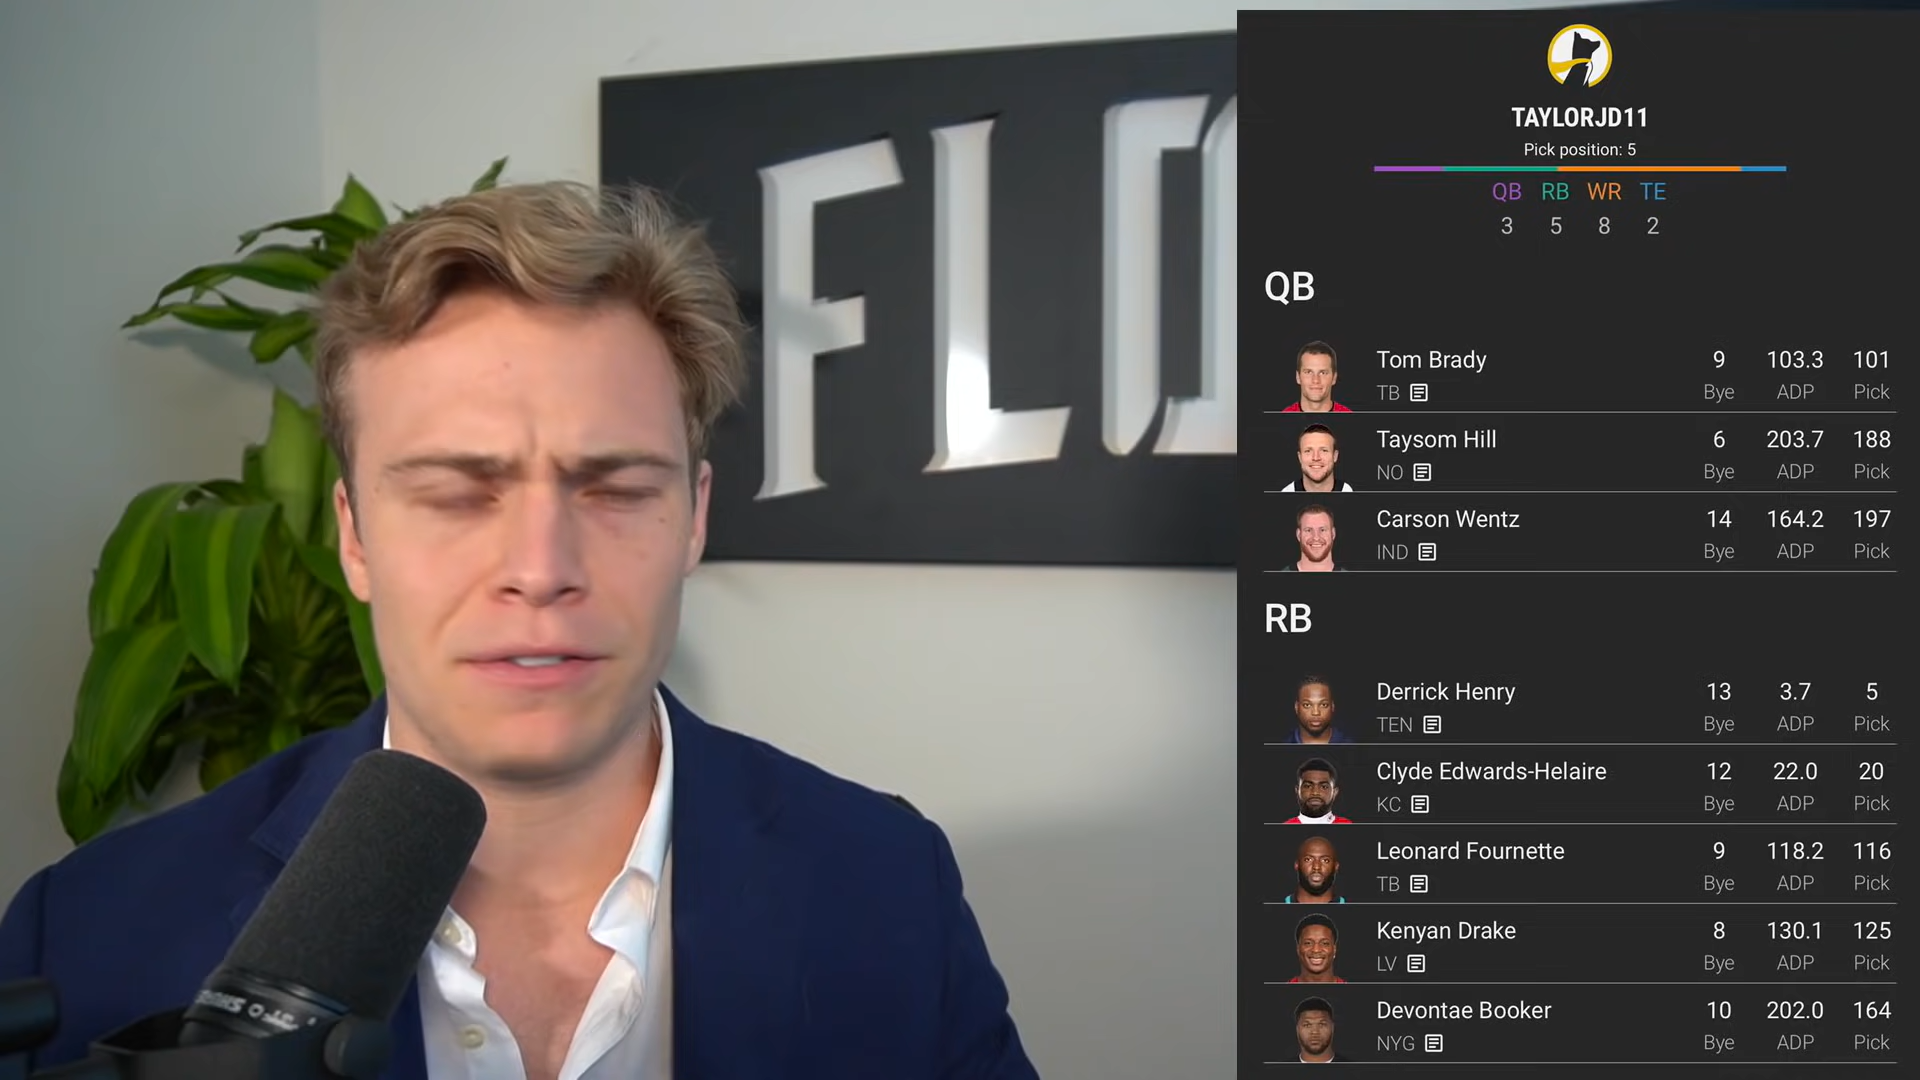 FLO
SHURE
TAYLORJD11
Pick position: 5
QB RB WR TE
3 5 8 2
QB
Tom Brady 9 103.3 101
TB Bye ADP Pick
Taysom Hill 6 203.7 188
NO Bye ADP Pick
Carson Wentz 14 164.2 197
IND Bye ADP Pick
RB
Derrick Henry 13 3.7 5
TEN Bye ADP Pick
Clyde Edwards-Helaire 12 22.0 20
KC Bye ADP Pick
Leonard Fournette 9 118.2 116
TB Bye ADP Pick
Kenyan Drake 8 130.1 125
LV Bye ADP Pick
Devontae Booker 10 202.0 164
NYG Bye ADP Pick